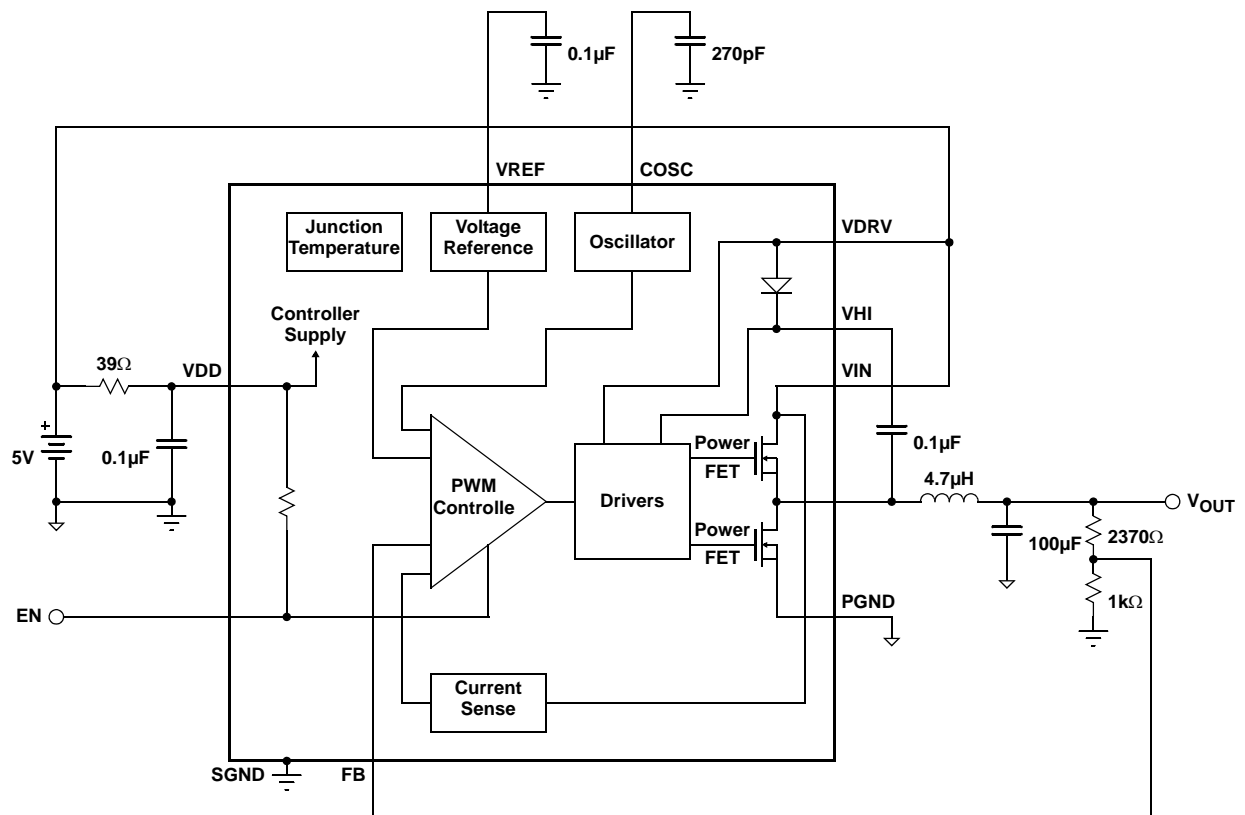 0.1µF
270pF
VREF
COSC
Junction
Temperature
Voltage
Reference
Oscillator
VDRV
Controller
Supply
VHI
39Ω
VDD
VIN
+
5V
0.1µF
0.1µF
Power
FET
4.7µH
PWM
Controlle
Drivers
VOUT
Power
FET
100µF
2370Ω
EN
PGND
1kΩ
Current
Sense
SGND
FB